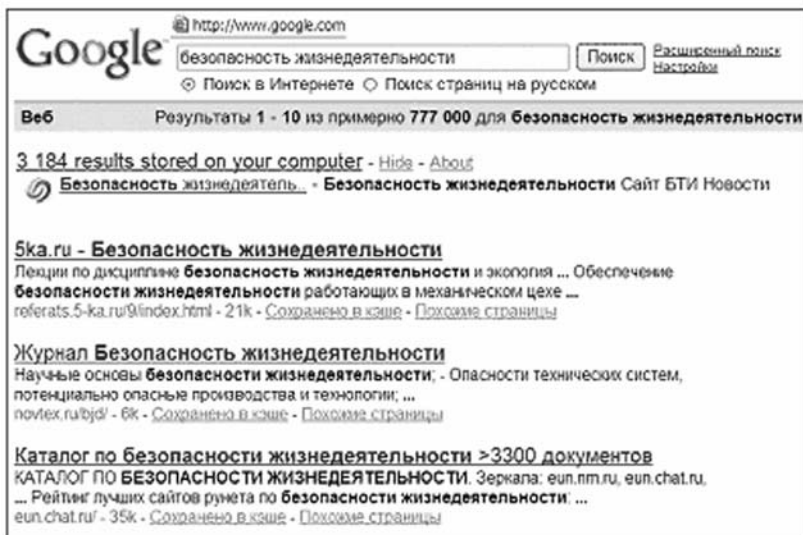 http://www.google.com
Google
безопасность жизнедеятельности Поиск Расширенный поиск
Настройки
Поиск в Интернете Поиск страниц на русском
Веб Результаты 1 - 10 из примерно 777 000 для безопасность жизнедеятельности
3 184 results stored on your computer - Hide - About
Безопасность жизнедеятель... - Безопасность жизнедеятельности Сайт БТИ Новости
5ka.ru - Безопасность жизнедеятельности
Лекции по дисциплине безопасность жизнедеятельности и экология ... Обеспечение
безопасности жизнедеятельности работающих в механическом цехе ...
referats.5-ka.ru/9/index.html - 21k - Сохранено в кэше - Похожие страницы
Журнал Безопасность жизнедеятельности
Научные основы безопасности жизнедеятельности; - Опасности технических систем,
потенциально опасные производства и технологии; ...
novtex.ru/bjd/ - 6k - Сохранено в кэше - Похожие страницы
Каталог по безопасности жизнедеятельности >3300 документов
КАТАЛОГ ПО БЕЗОПАСНОСТИ ЖИЗНЕДЕЯТЕЛЬНОСТИ. Зеркала: eun.nm.ru, eun.chat.ru,
... Рейтинг лучших сайтов рунета по безопасности жизнедеятельности: ...
eun.chat.ru/ - 35k - Сохранено в кэше - Похожие страницы